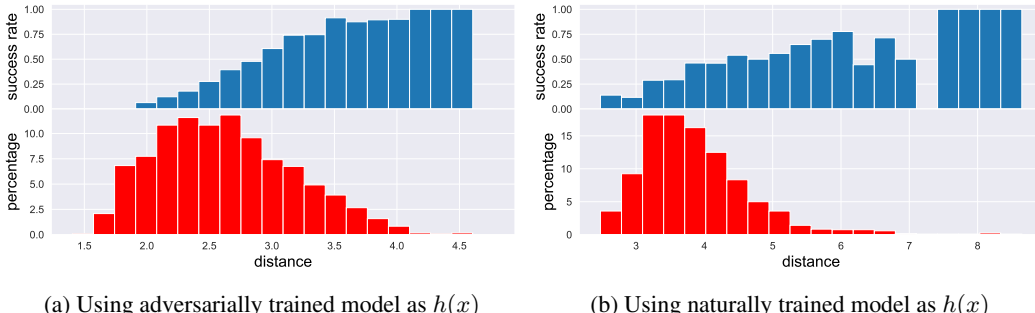 1.00
0.75
0.50
0.25
0.00
success rate
10.0
7.5
5.0
2.5
0.0
percentage
1.5 2.0 2.5 3.0 3.5 4.0 4.5
distance
(a) Using adversarially trained model as h(x)
1.00
0.75
0.50
0.25
0.00
success rate
15
10
5
0
percentage
3 4 5 6 7 8
distance
(b) Using naturally trained model as h(x)